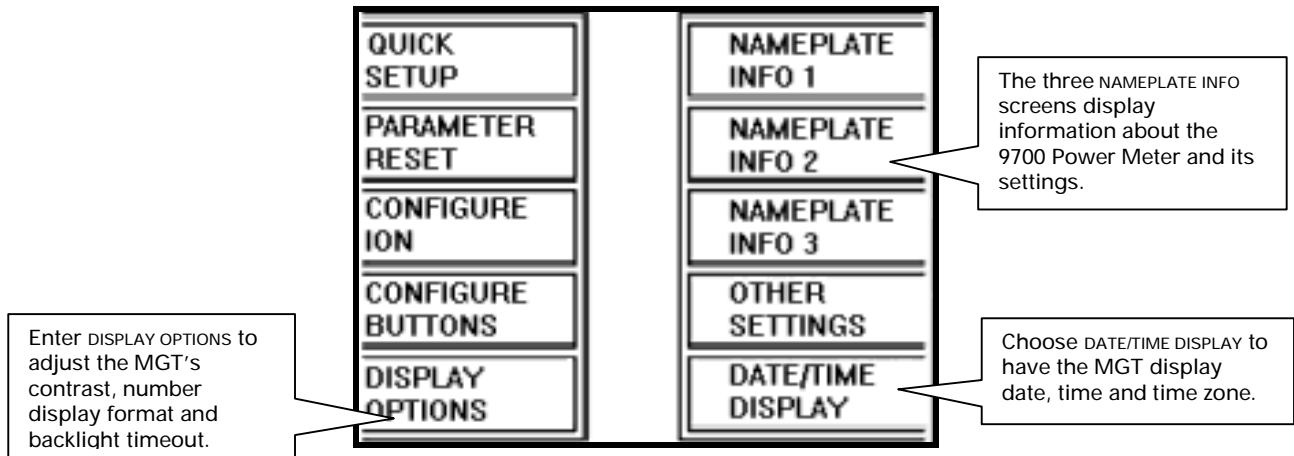 QUICK
SETUP
PARAMETER
RESET
CONFIGURE
ION
CONFIGURE
BUTTONS
DISPLAY
OPTIONS
NAMEPLATE
INFO 1
NAMEPLATE
INFO 2
NAMEPLATE
INFO 3
OTHER
SETTINGS
DATE/TIME
DISPLAY
The three NAMEPLATE INFO
screens display
information about the
9700 Power Meter and its
settings.
Enter DISPLAY OPTIONS to
adjust the MGT's
contrast, number
display format and
backlight timeout.
Choose DATE/TIME DISPLAY to
have the MGT display
date, time and time zone.